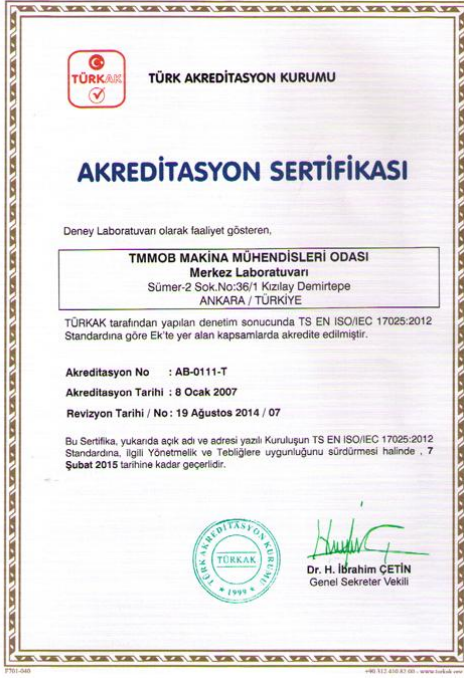 TÜRKAK
TÜRK AKREDİTASYON KURUMU
AKREDİTASYON SERTİFİKASI
Deney Laboratuvarı olarak faaliyet gösteren,
TMMOB MAKİNA MÜHENDİSLERİ ODASI
Merkez Laboratuvarı
Sümer-2 Sok.No:36/1 Kızılay Demirtepe
ANKARA / TÜRKİYE
TÜRKAK tarafından yapılan denetim sonucunda TS EN ISO/IEC 17025:2012
Standardına göre Ek'te yer alan kapsamlarda akredite edilmiştir.
Akreditasyon No : AB-0111-T
Akreditasyon Tarihi : 8 Ocak 2007
Revizyon Tarihi / No : 19 Ağustos 2014 / 07
Bu Sertifika, yukarıda açık adı ve adresi yazılı Kuruluşun TS EN ISO/IEC 17025:2012
Standardına, ilgili Yönetmelik ve Tebliğlere uygunluğunu sürdürmesi halinde , 7
Şubat 2015 tarihine kadar geçerlidir.
TÜRK AKREDİTASYON KURUMU
TÜRKAK
* 1999 *
Dr. H. İbrahim ÇETİN
Genel Sekreter Vekili
F701-040